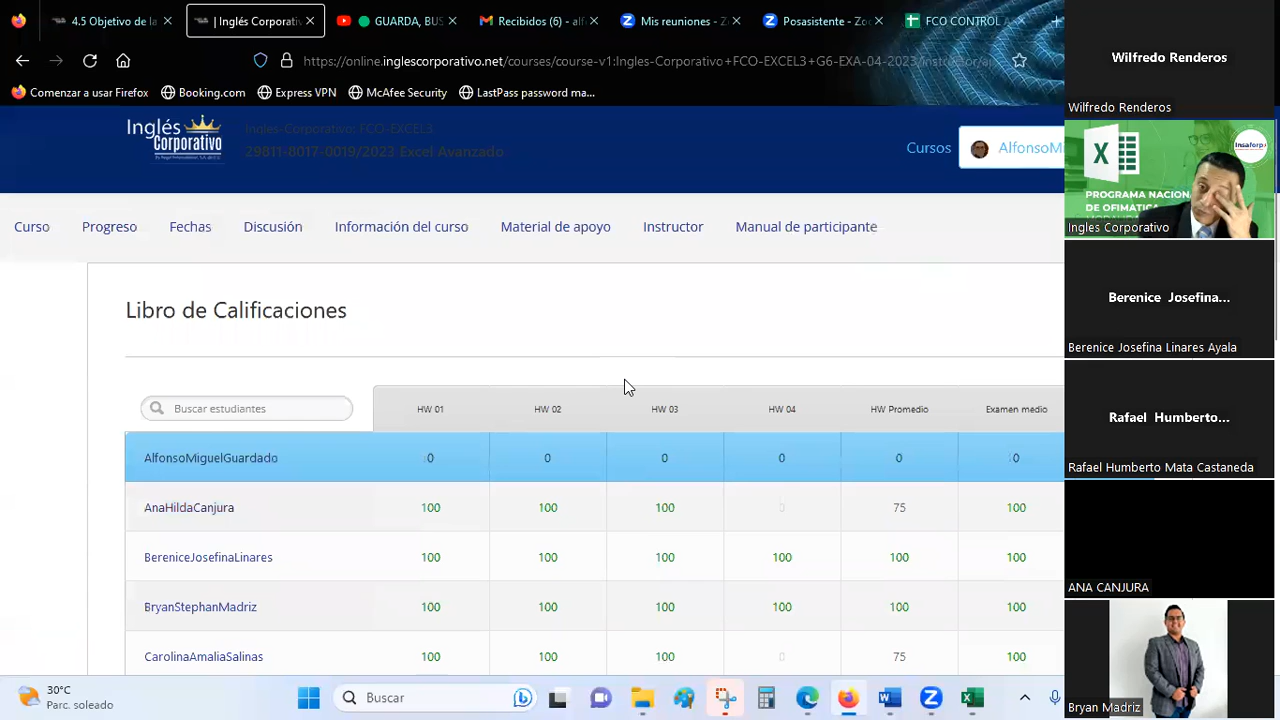 4.5 Objetivo de la
| Inglés Corporativ
GUARDA, BUS
Recibidos (6) - alf
Mis reuniones - Z
Posasistente - Zoo
FCO CONTROL A
https://online.inglescorporativo.net/courses/course-v1:Ingles-Corporativo+FCO-EXCEL3+G6-EXA-04-2023/instructor/a
Comenzar a usar Firefox
Booking.com
Express VPN
McAfee Security
LastPass password ma...
Inglés
Corporativo
Ingles-Corporativo: FCO-EXCEL3
29811-8017-0019/2023 Excel Avanzado
Cursos
AlfonsoM
Curso
Progreso
Fechas
Discusión
Información del curso
Material de apoyo
Instructor
Manual de participante
Libro de Calificaciones
Buscar estudiantes
HW 01 HW 02 HW 03 HW 04 HW Promedio Examen medio
AlfonsoMiguelGuardado 0 0 0 0 0 0
AnaHildaCanjura 100 100 100 0 75 100
BereniceJosefinaLinares 100 100 100 100 100 100
BryanStephanMadriz 100 100 100 100 100 100
CarolinaAmaliaSalinas 100 100 100 0 75 100
30°C
Parc. soleado
Buscar
Wilfredo Renderos
Wilfredo Renderos
X
Insaforp
PROGRAMA NACION
DE OFIMATICA
Ingles Corporativo
Berenice Josefina...
Berenice Josefina Linares Ayala
Rafael Humberto...
Rafael Humberto Mata Castaneda
ANA CANJURA
Bryan Madriz